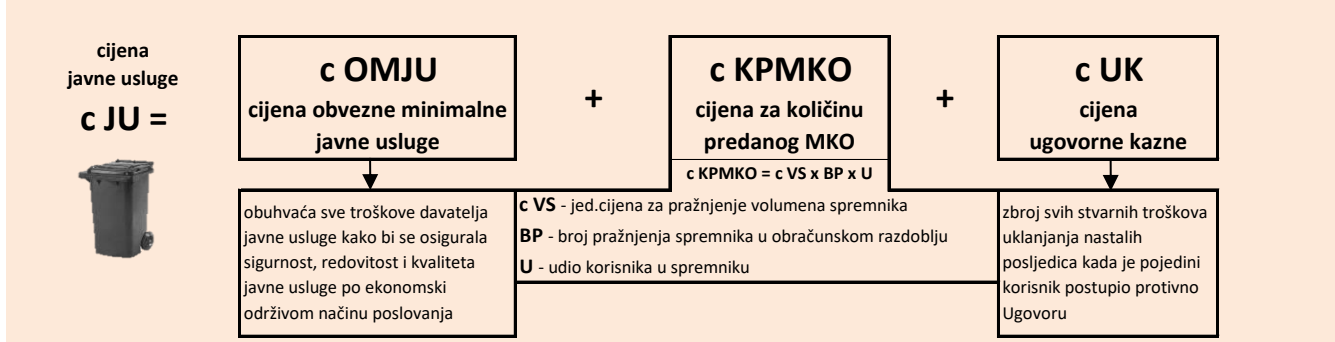 cijena
javne usluge
c JU =
c OMJU
cijena obvezne minimalne
javne usluge
obuhvaća sve troškove davatelja
javne usluge kako bi se osigurala
sigurnost, redovitost i kvaliteta
javne usluge po ekonomski
održivom načinu poslovanja
+
c KPMKO
cijena za količinu
predanog MKO
c KPMKO = c VS x BP x U
c VS - jed.cijena za pražnjenje volumena spremnika
BP - broj pražnjenja spremnika u obračunskom razdoblju
U - udio korisnika u spremniku
+
c UK
cijena
ugovorne kazne
zbroj svih stvarnih troškova
uklanjanja nastalih
posljedica kada je pojedini
korisnik postupio protivno
Ugovoru